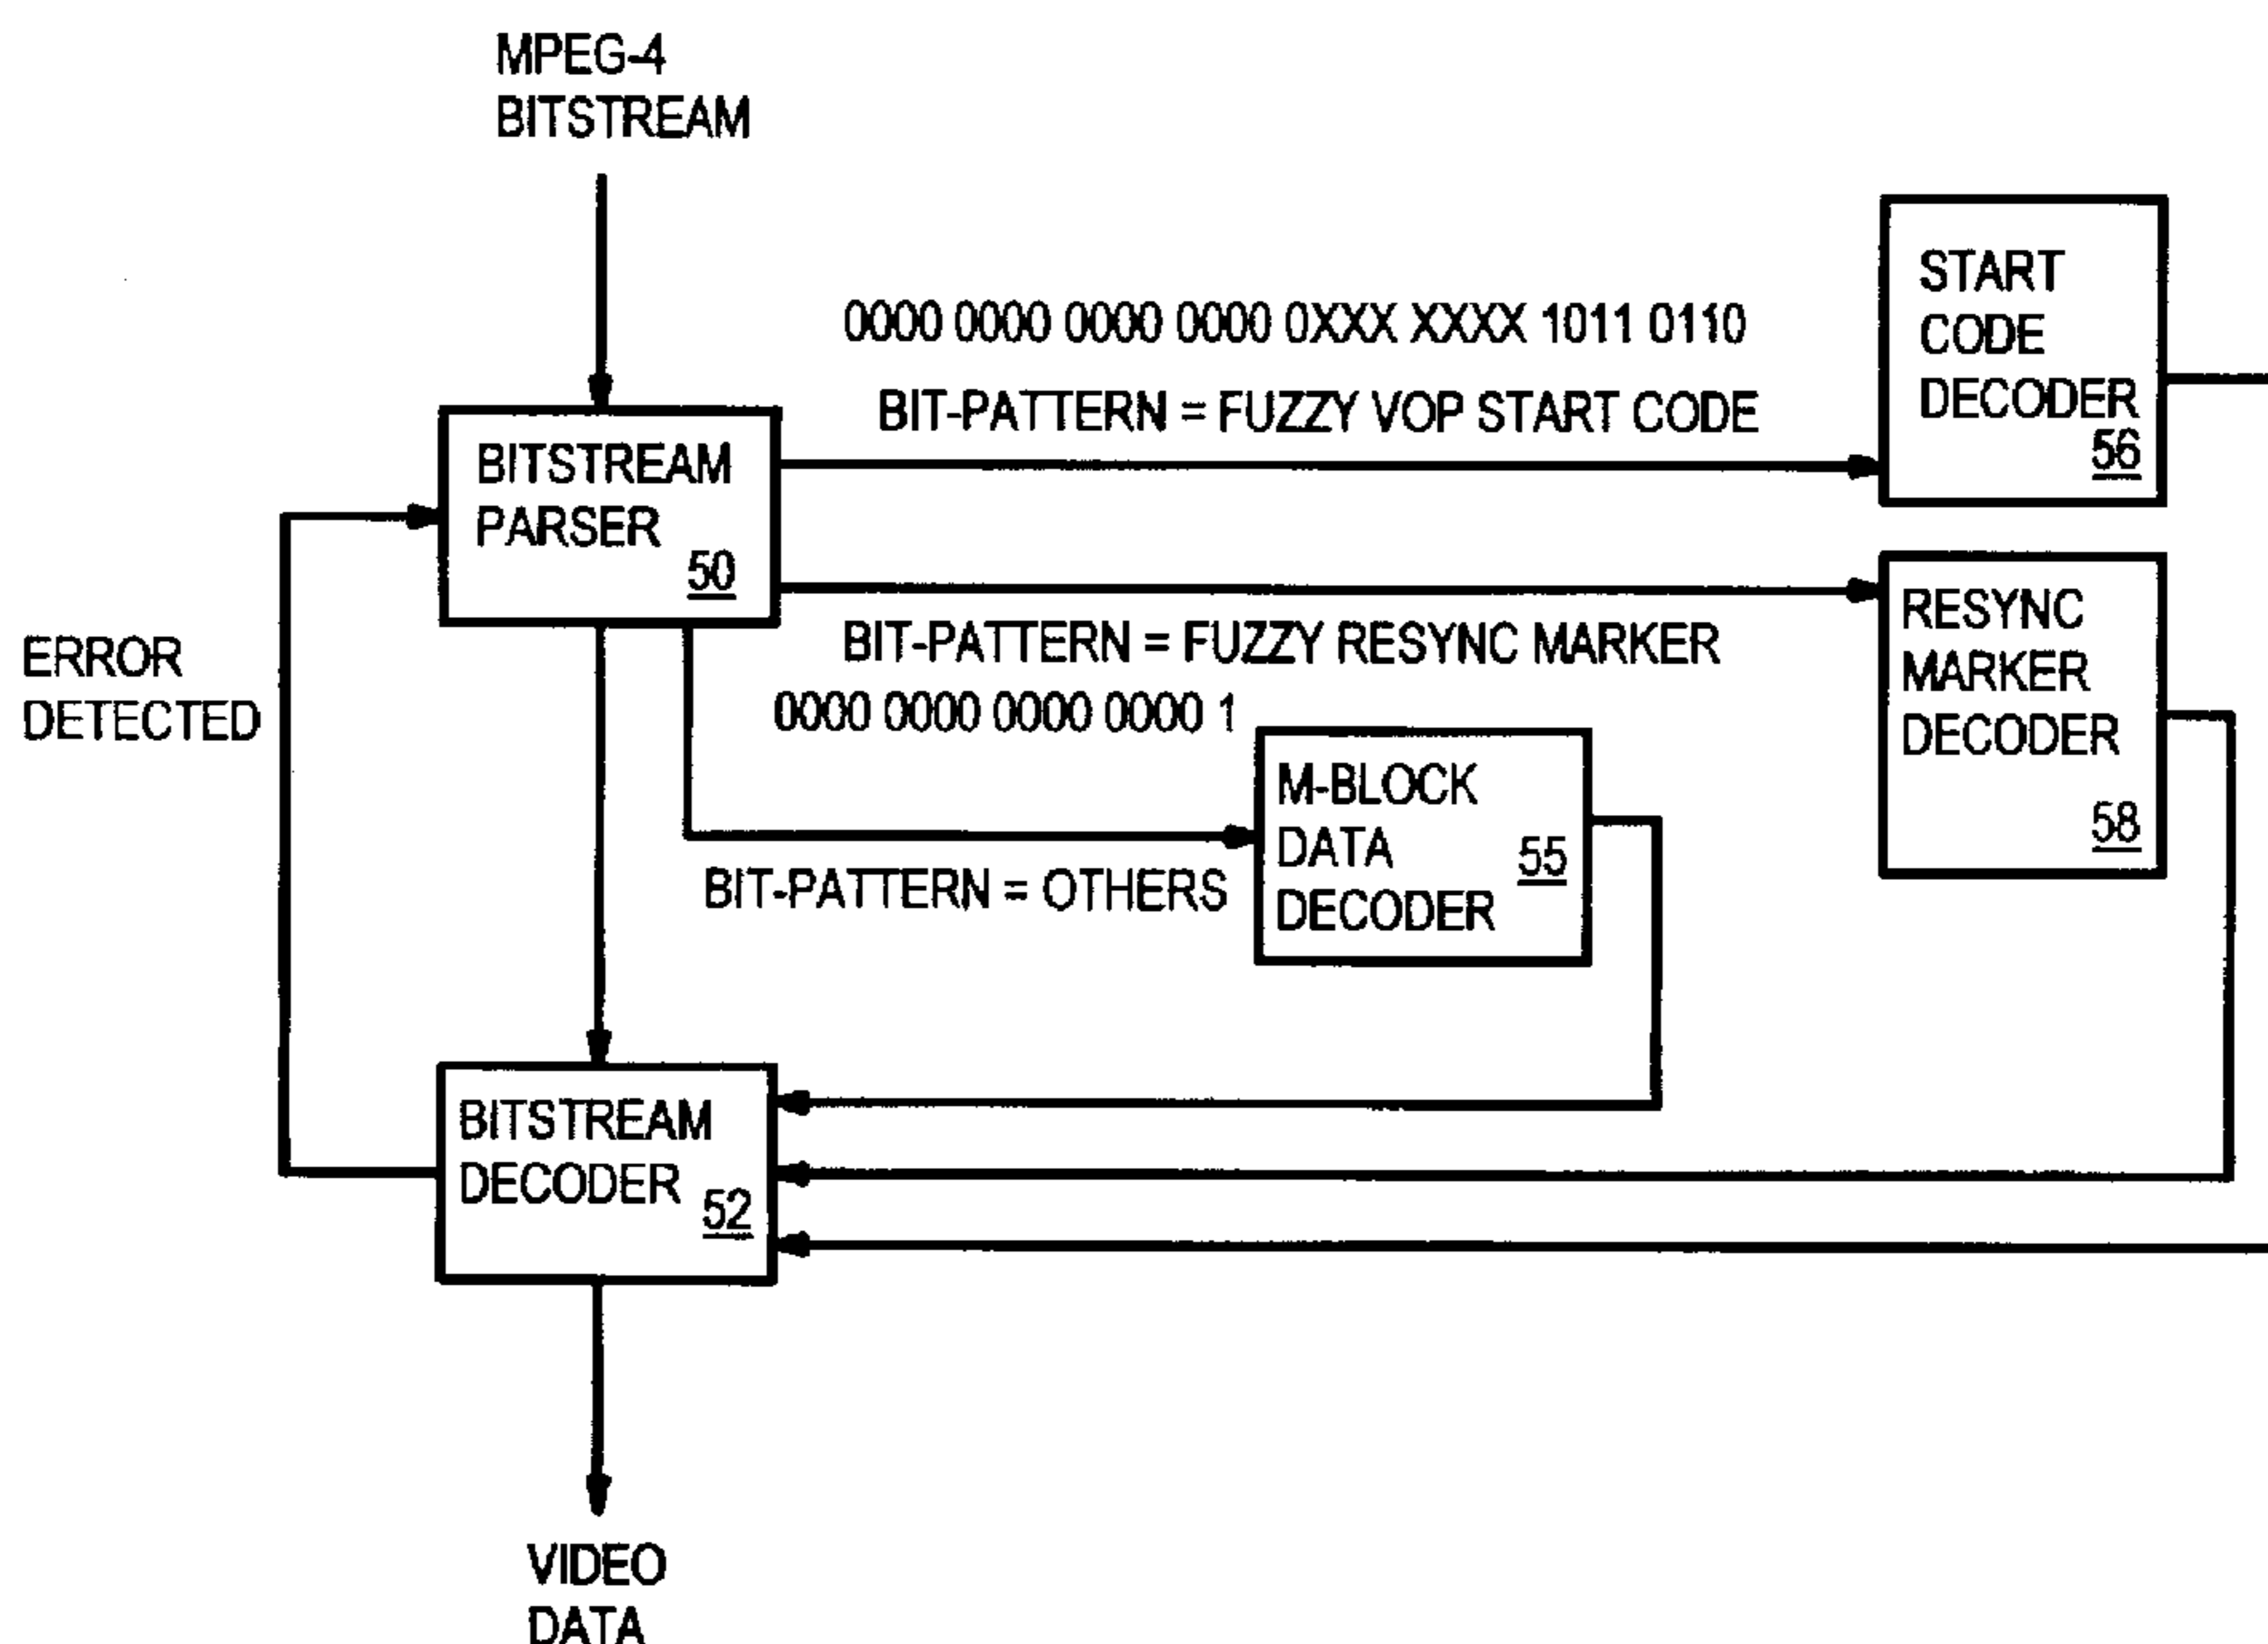 MPEG-4
BITSTREAM
0000 0000 0000 0000 0XXX XXXX 1011 0110
BIT-PATTERN = FUZZY VOP START CODE
START
CODE
DECODER
56
BITSTREAM
PARSER
50
BIT-PATTERN = FUZZY RESYNC MARKER
0000 0000 0000 0000 1
RESYNC
MARKER
DECODER
58
ERROR
DETECTED
M-BLOCK
DATA
DECODER
55
BIT-PATTERN = OTHERS
BITSTREAM
DECODER
52
VIDEO
DATA